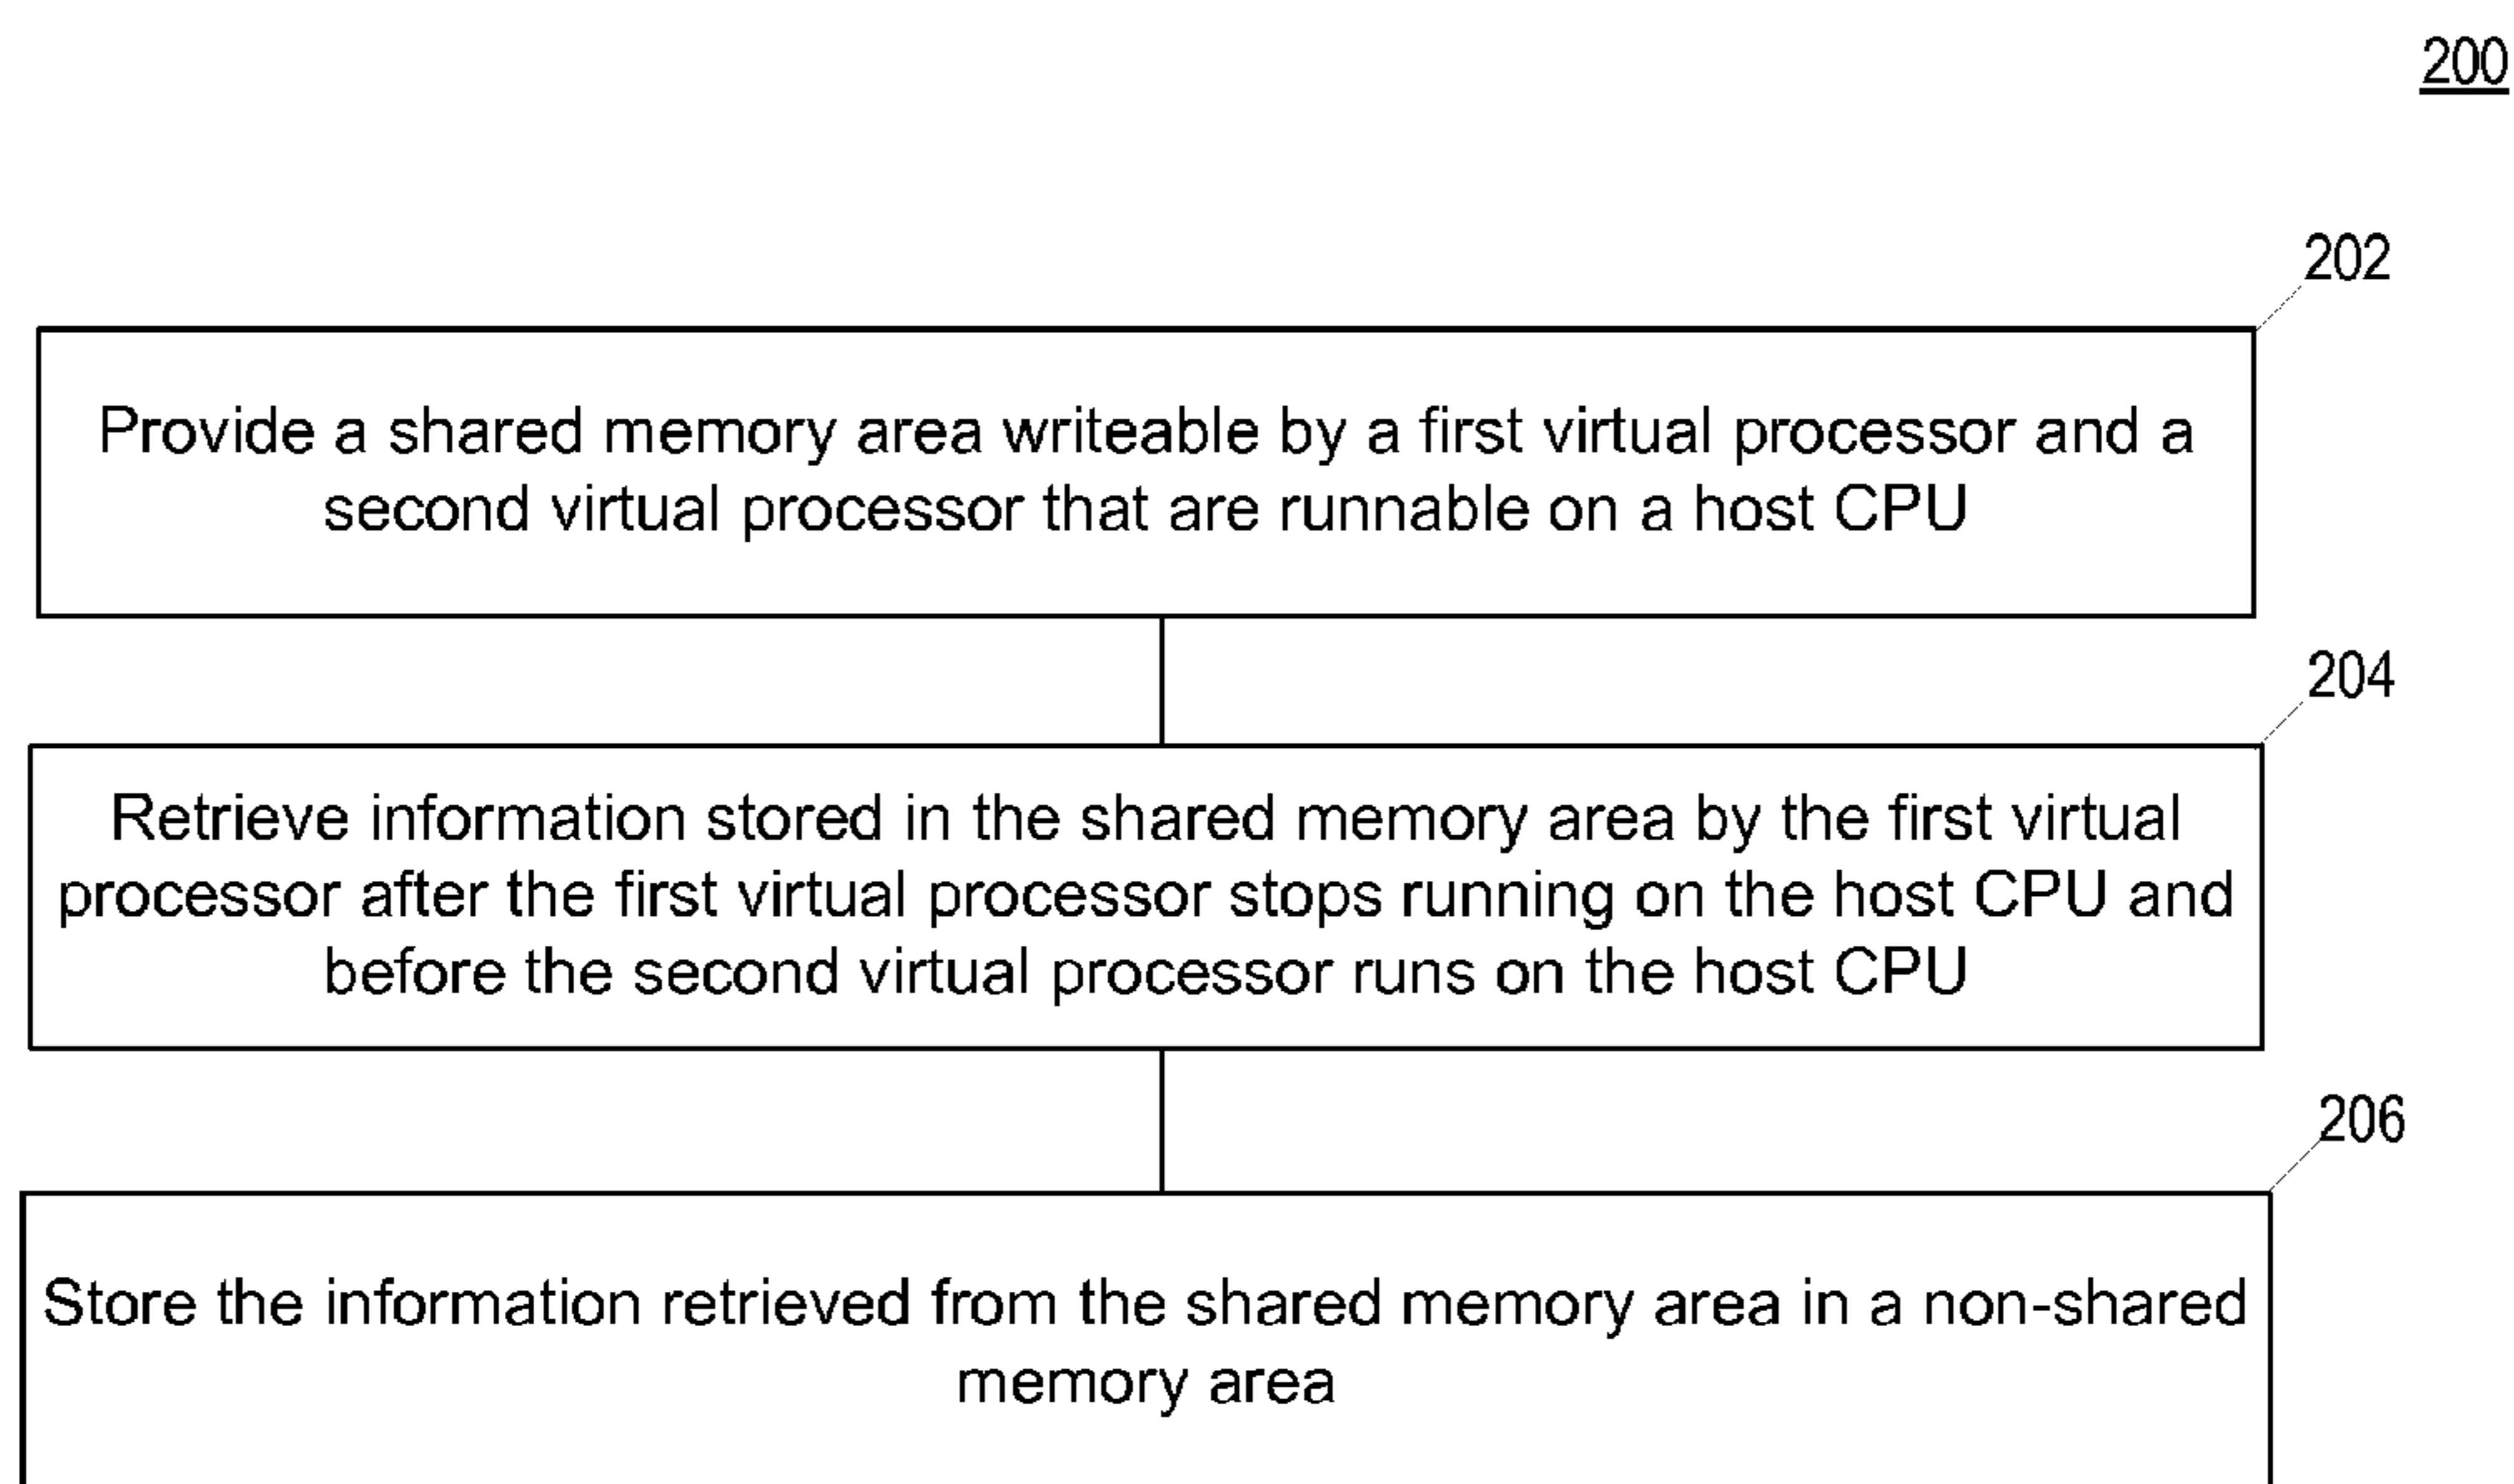 200
202
Provide a shared memory area writeable by a first virtual processor and a
second virtual processor that are runnable on a host CPU
204
Retrieve information stored in the shared memory area by the first virtual
processor after the first virtual processor stops running on the host CPU and
before the second virtual processor runs on the host CPU
206
Store the information retrieved from the shared memory area in a non-shared
memory area